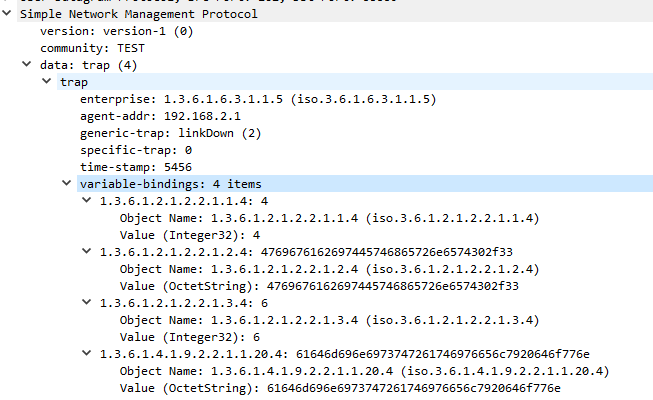 Simple Network Management Protocol
version: version-1 (0)
community: TEST
data: trap (4)
trap
enterprise: 1.3.6.1.6.3.1.1.5 (iso.3.6.1.6.3.1.1.5)
agent-addr: 192.168.2.1
generic-trap: linkDown (2)
specific-trap: 0
time-stamp: 5456
variable-bindings: 4 items
1.3.6.1.2.1.2.2.1.1.4: 4
Object Name: 1.3.6.1.2.1.2.2.1.1.4 (iso.3.6.1.2.1.2.2.1.1.4)
Value (Integer32): 4
1.3.6.1.2.1.2.2.1.2.4: 4769676162697445746865726e6574302f33
Object Name: 1.3.6.1.2.1.2.2.1.2.4 (iso.3.6.1.2.1.2.2.1.2.4)
Value (OctetString): 4769676162697445746865726e6574302f33
1.3.6.1.2.1.2.2.1.3.4: 6
Object Name: 1.3.6.1.2.1.2.2.1.3.4 (iso.3.6.1.2.1.2.2.1.3.4)
Value (Integer32): 6
1.3.6.1.4.1.9.2.2.1.1.20.4: 61646d696e6973747261746976656c7920646f776e
Object Name: 1.3.6.1.4.1.9.2.2.1.1.20.4 (iso.3.6.1.4.1.9.2.2.1.1.20.4)
Value (OctetString): 61646d696e6973747261746976656c7920646f776e